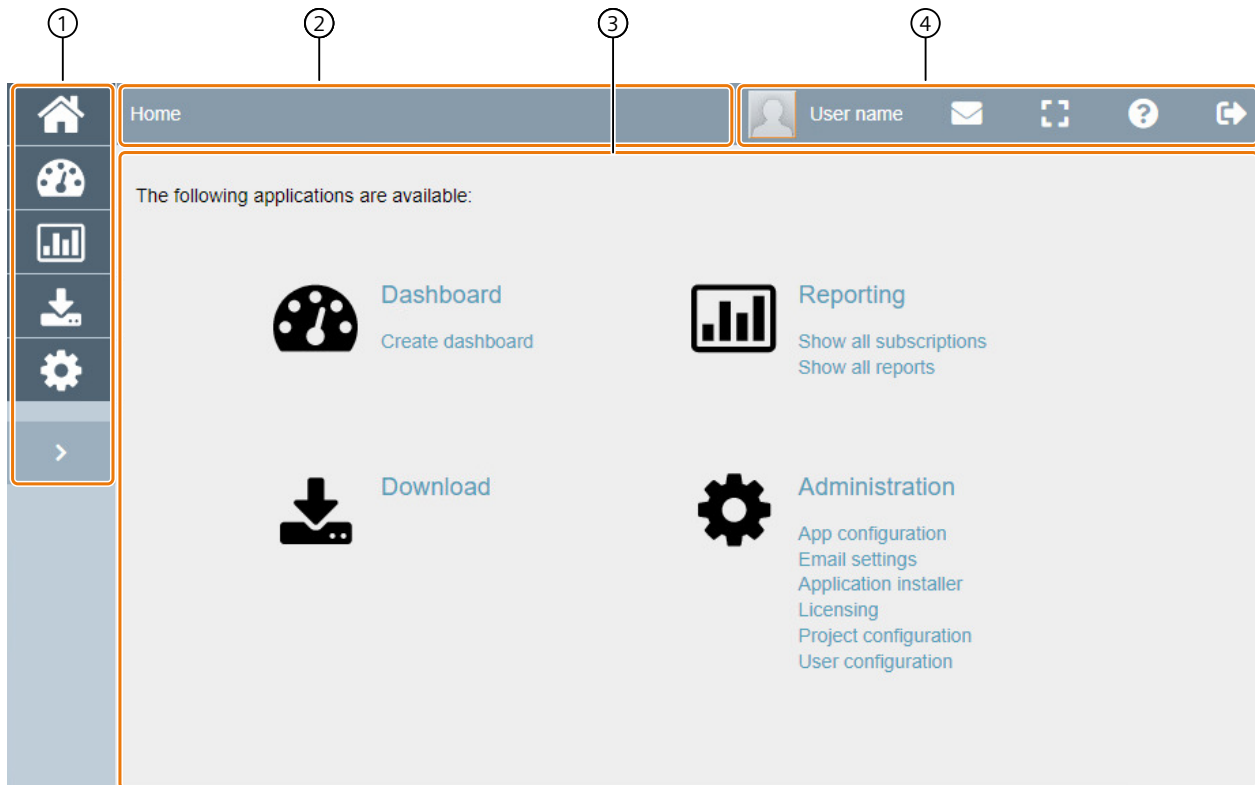 1 2 3 4
Home
User name
The following applications are available:
Dashboard
Create dashboard
Reporting
Show all subscriptions
Show all reports
Download
Administration
App configuration
Email settings
Application installer
Licensing
Project configuration
User configuration